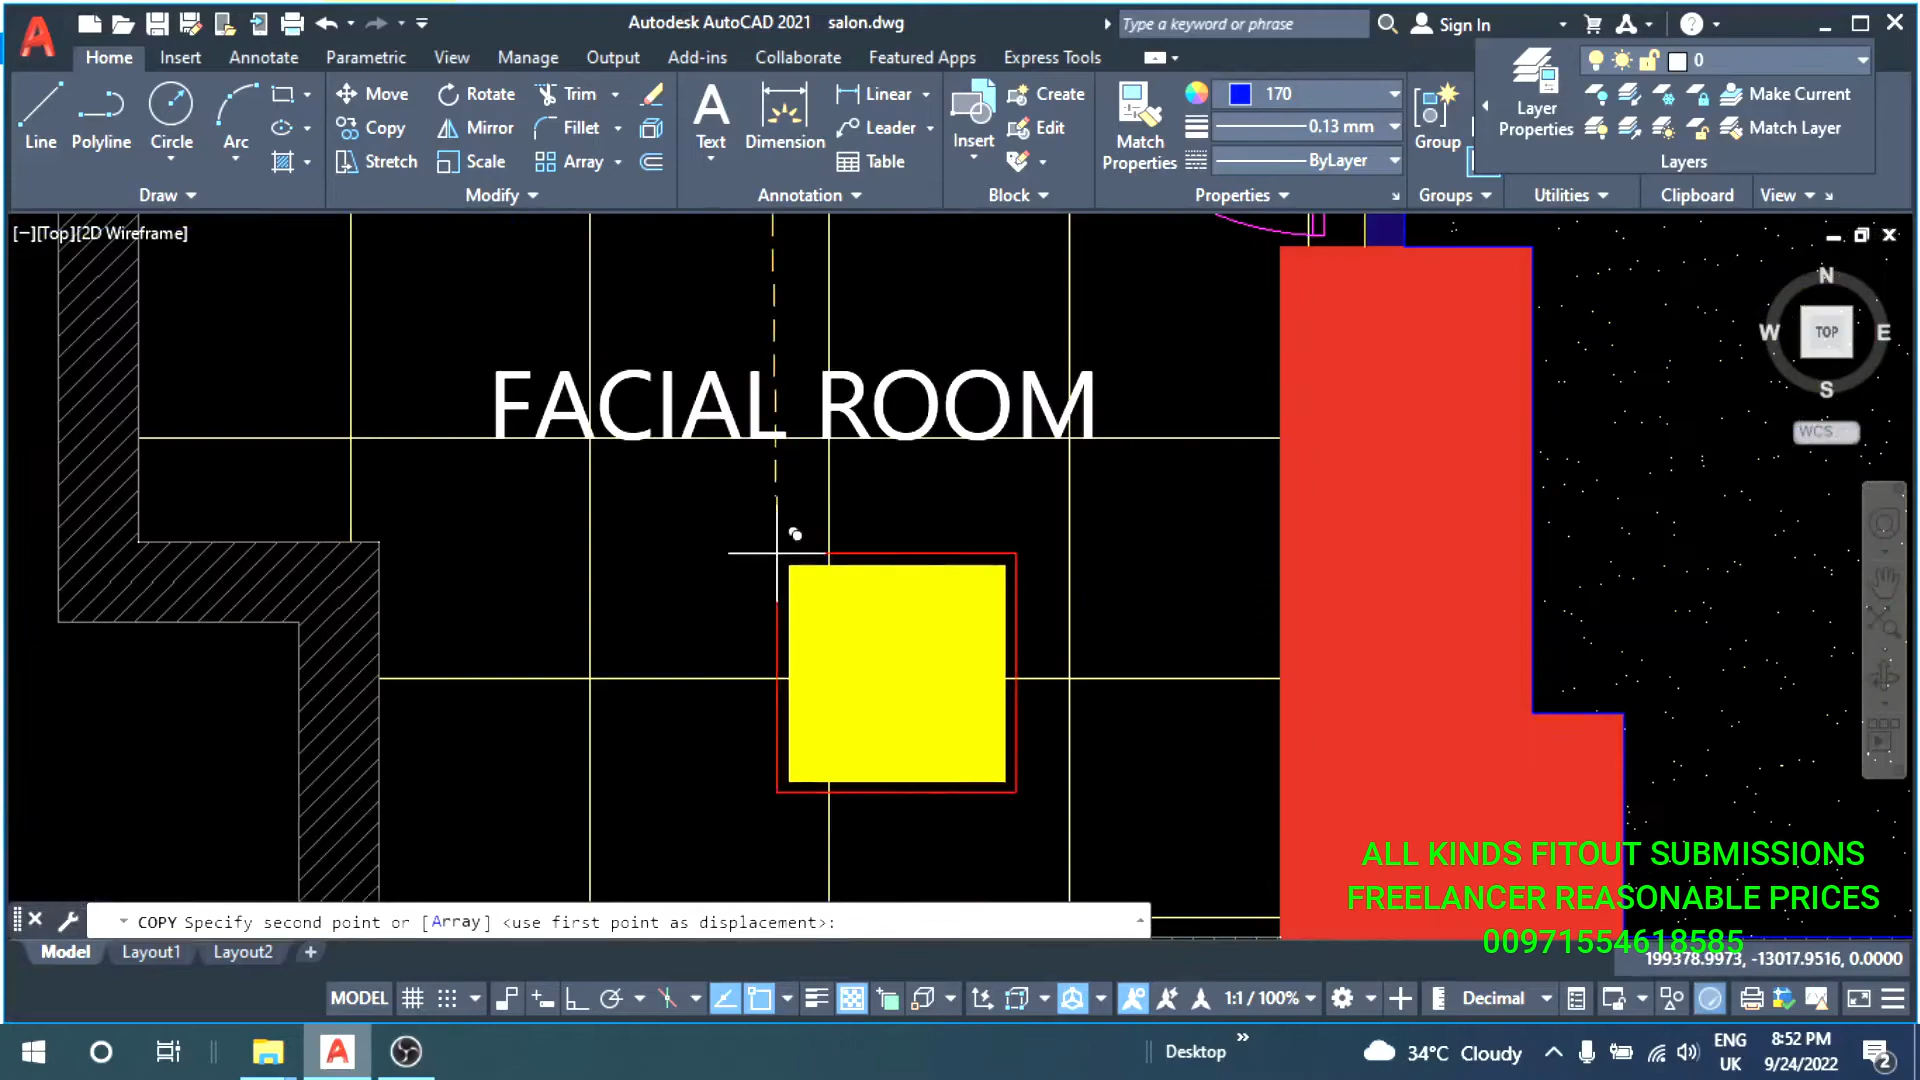 Autodesk AutoCAD 2021 salon.dwg
Type a keyword or phrase
Sign In
Home Insert Annotate Parametric View Manage Output Add-ins Collaborate Featured Apps Express Tools
Line Polyline Circle Arc
Move Rotate Trim
Copy Mirror Fillet
Stretch Scale Array
Text Dimension
Linear
Leader
Table
Insert
Create
Edit
Match Properties
170
0.13 mm
ByLayer
Group
Layer Properties
0
Make Current
Match Layer
Layers
Draw Modify Annotation Block Properties Groups Utilities Clipboard View
[−][Top][2D Wireframe]
N
W TOP E
S
WCS
FACIAL ROOM
ALL KINDS FITOUT SUBMISSIONS
FREELANCER REASONABLE PRICES
00971554618585
COPY Specify second point or [Array] <use first point as displacement>:
Model Layout1 Layout2 +
199378.9973, -13017.9516, 0.0000
MODEL 1:1 / 100% Decimal
Desktop » 34°C Cloudy ENG UK 8:52 PM 9/24/2022 2